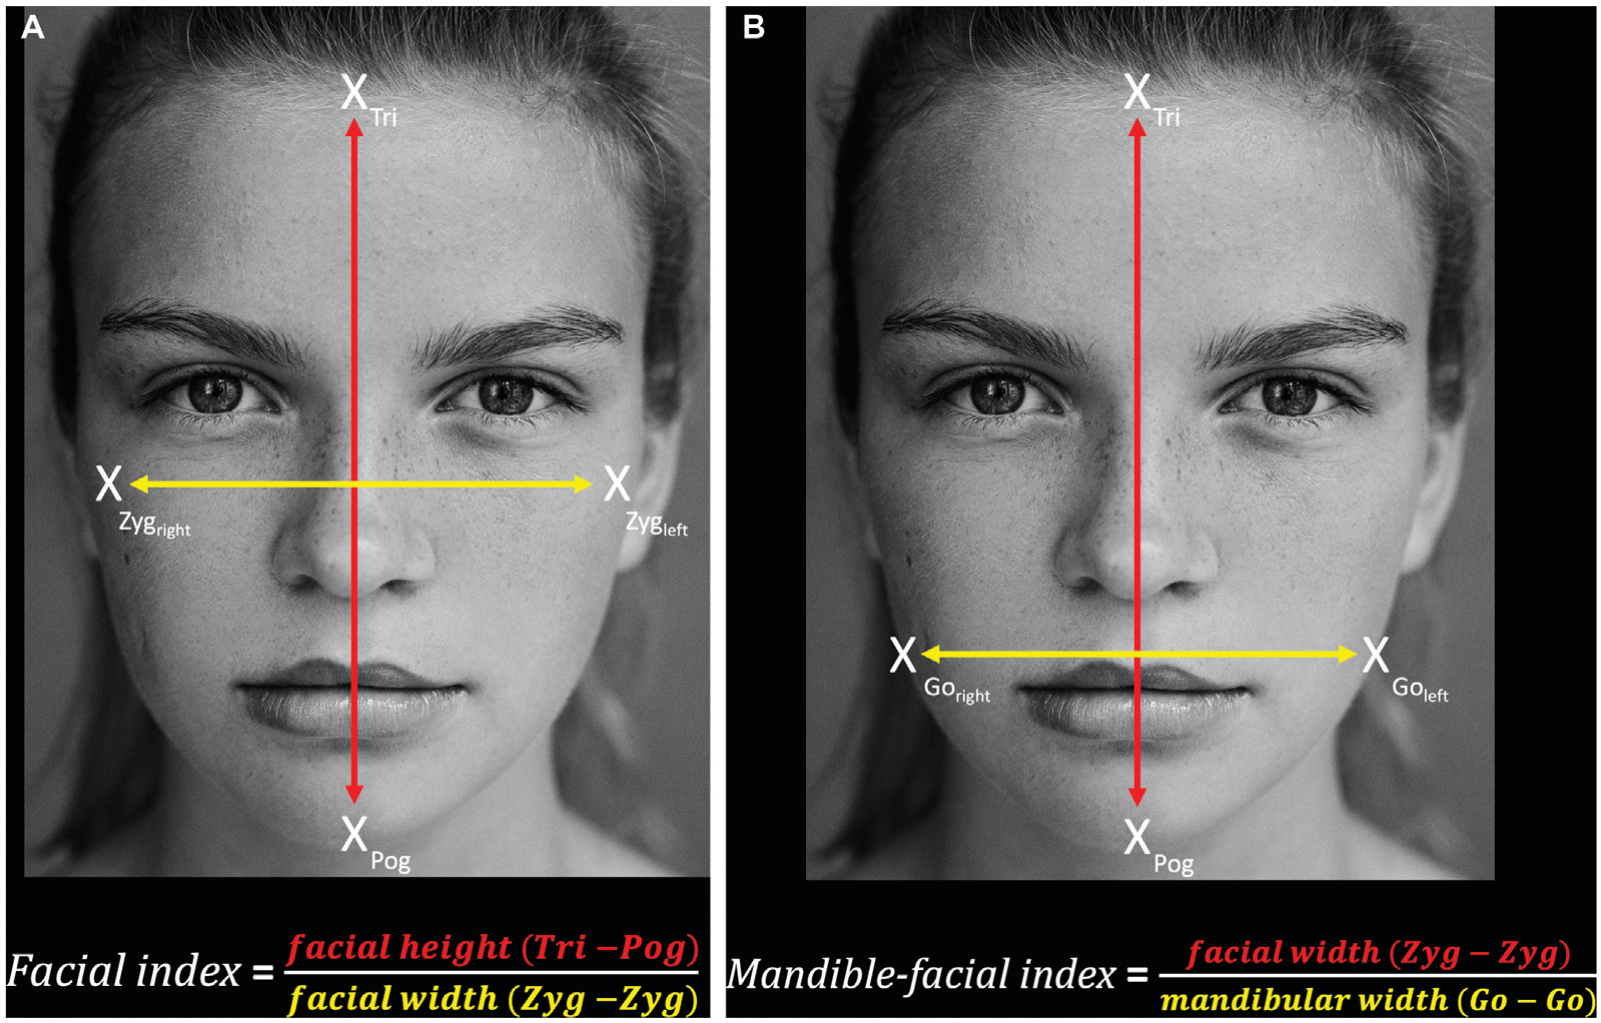 A
X
Tri
X
Zyg right
X
Zyg left
X
Pog
Facial index = facial height (Tri – Pog)
facial width (Zyg – Zyg)
B
X
Tri
X
Go right
X
Go left
X
Pog
Mandible-facial index = facial width (Zyg – Zyg)
mandibular width (Go – Go)